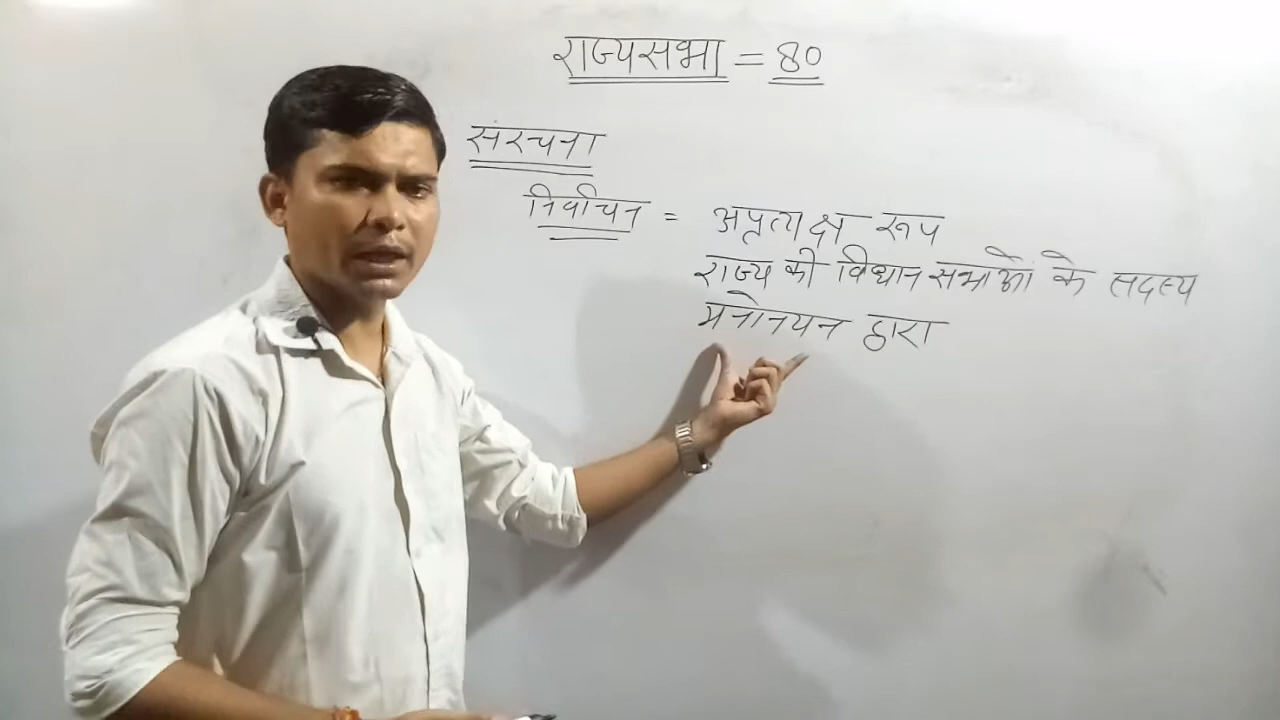 राज्यसभा = 80
संरचना
निर्वाचन = अप्रत्यक्ष रूप
राज्य की विधान सभाओं के सदस्य
मनोनयन द्वारा